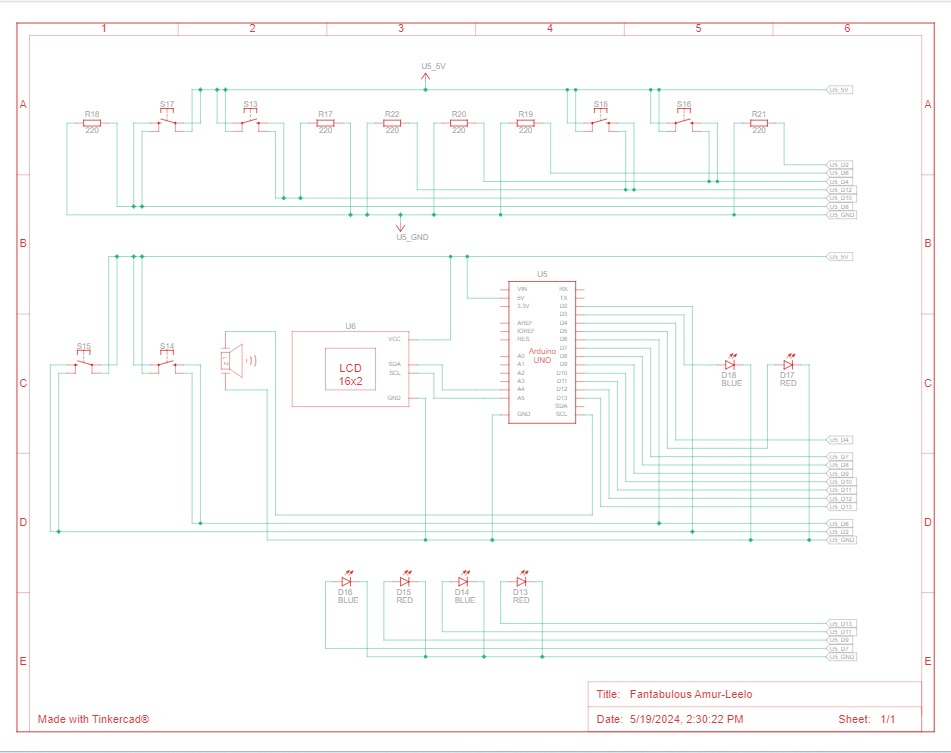 1 2 3 4 5 6
U5_5V
U5_5V
A A
S17 S13 S18 S16
R18 R17 R22 R20 R19 R21
220 220 220 220 220 220
U5_D2
U5_D6
U5_D4
U5_D12
U5_D10
U5_D8
U5_GND
U5_GND
B B
U5_5V
U5
VIN RX
5V TX
3.3V D2
D3
AREF D4
IOREF D5
RES D6
D7
A0 D8
A1 D9
A2 D10
A3 D11
A4 D12
A5 D13
SDA
GND SCL
Arduino
UNO
U6
VCC
SDA
SCL
GND
LCD
16x2
S15 S14
C C
D18 D17
BLUE RED
U5_D4
U5_D7
U5_D8
U5_D9
U5_D10
U5_D11
U5_D12
U5_D13
D D
U5_D6
U5_D2
U5_GND
D16 D15 D14 D13
BLUE RED BLUE RED
U5_D13
U5_D11
U5_D9
U5_D7
U5_GND
E E
Title: Fantabulous Amur-Leelo
Made with Tinkercad®
Date: 5/19/2024, 2:30:22 PM Sheet: 1/1